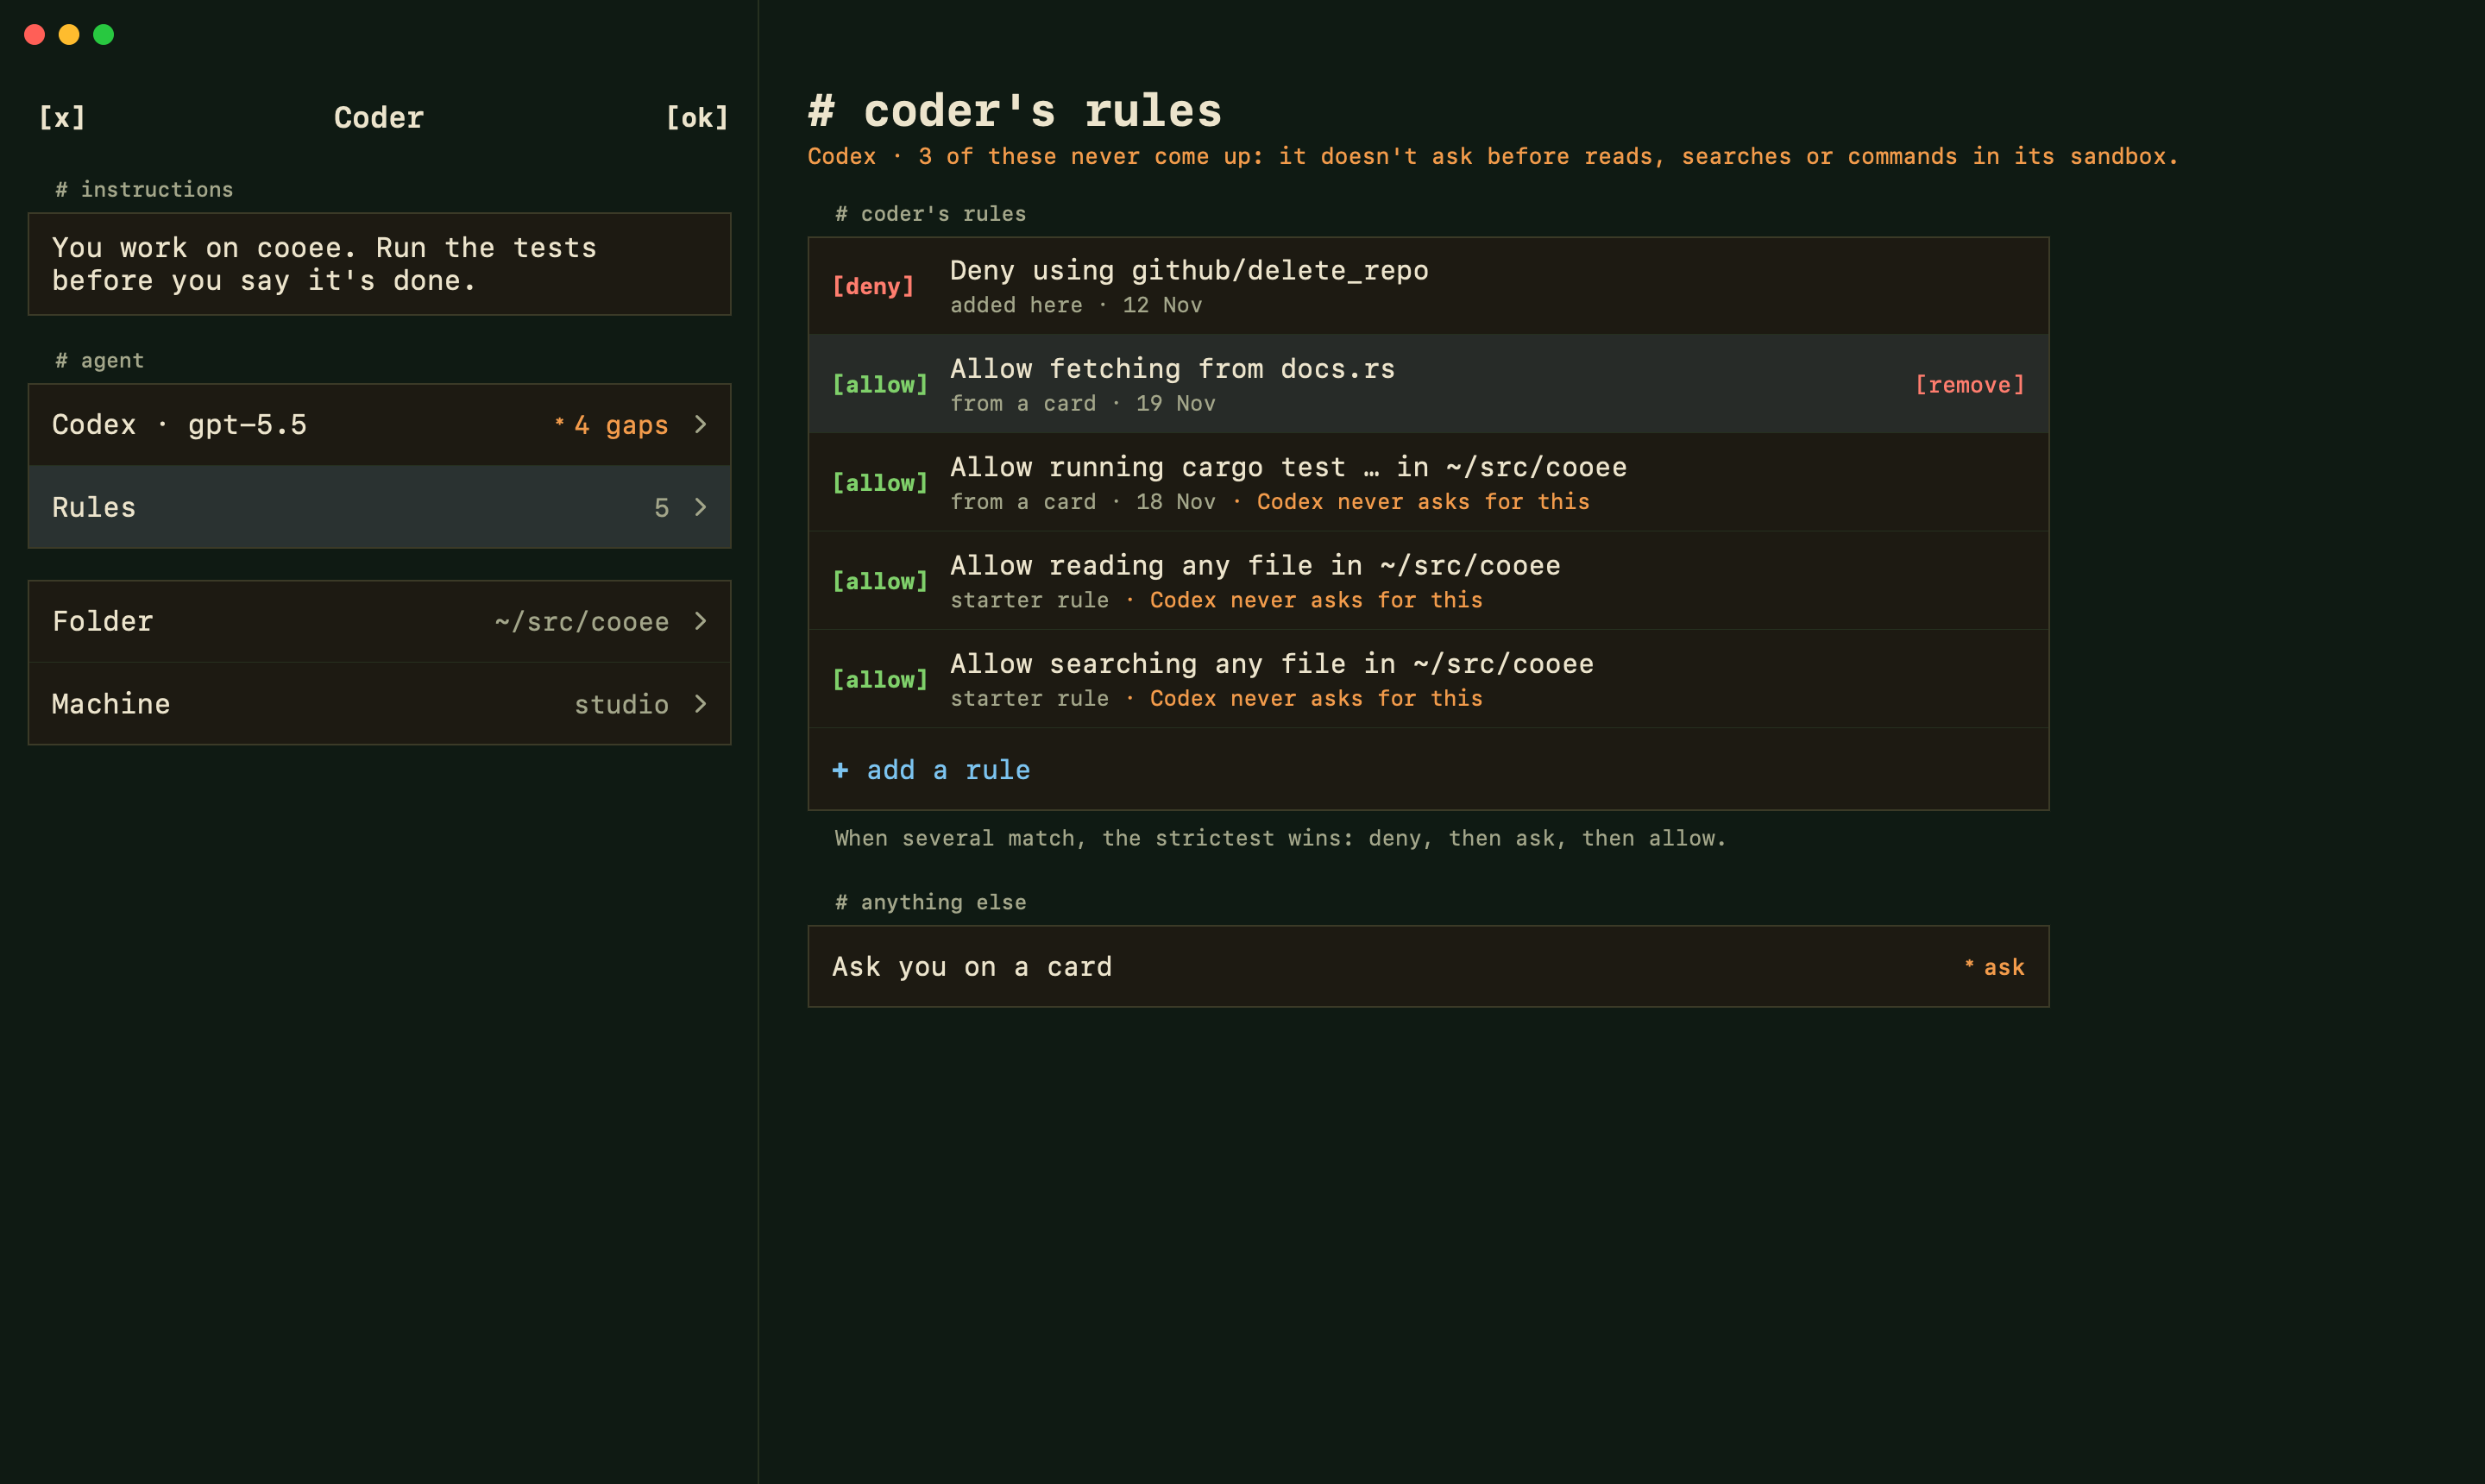 [x] Coder [ok]
# instructions
You work on cooee. Run the tests
before you say it's done.
# agent
Codex · gpt-5.5 * 4 gaps >
Rules 5 >
Folder ~/src/cooee >
Machine studio >
# coder's rules
Codex · 3 of these never come up: it doesn't ask before reads, searches or commands in its sandbox.
# coder's rules
[deny] Deny using github/delete_repo
added here · 12 Nov
[allow] Allow fetching from docs.rs [remove]
from a card · 19 Nov
[allow] Allow running cargo test … in ~/src/cooee
from a card · 18 Nov · Codex never asks for this
[allow] Allow reading any file in ~/src/cooee
starter rule · Codex never asks for this
[allow] Allow searching any file in ~/src/cooee
starter rule · Codex never asks for this
+ add a rule
When several match, the strictest wins: deny, then ask, then allow.
# anything else
Ask you on a card * ask